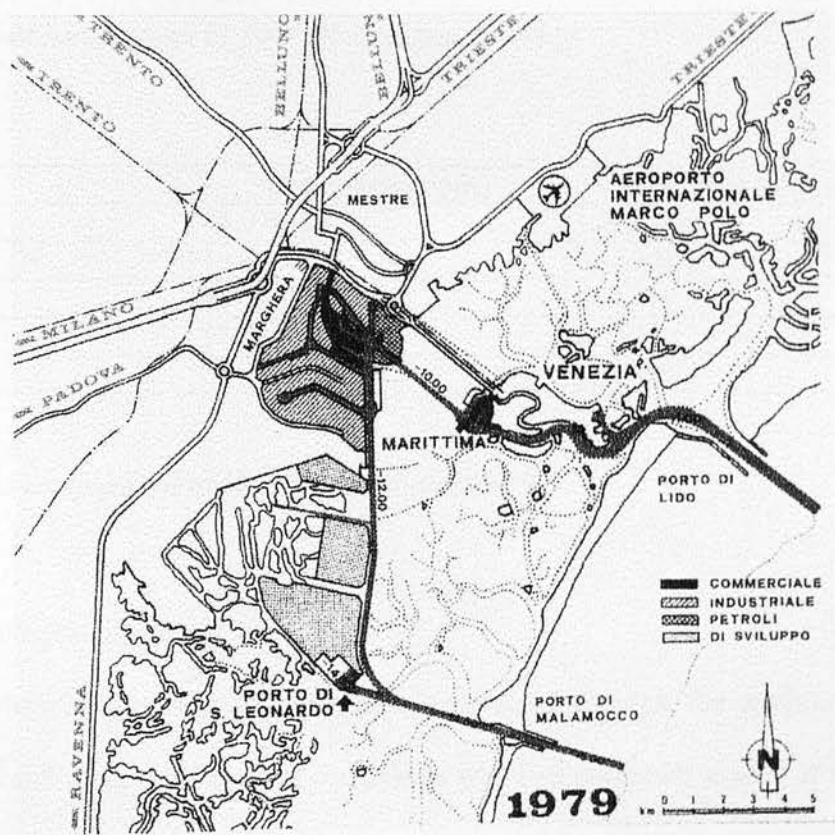 TRENTO
TRENTO
BELLUNO
BELLUNO
TRIESTE
TRIESTE
MESTRE
AEROPORTO
INTERNAZIONALE
MARCO POLO
MARGHERA
MILANO
PADOVA
-10.00
VENEZIA
MARITTIMA
-12.00
PORTO DI
LIDO
COMMERCIALE
INDUSTRIALE
PETROLI
DI SVILUPPO
PORTO DI
S. LEONARDO
PORTO DI
MALAMOCCO
RAVENNA
N
1979
km 0 1 2 3 4 5